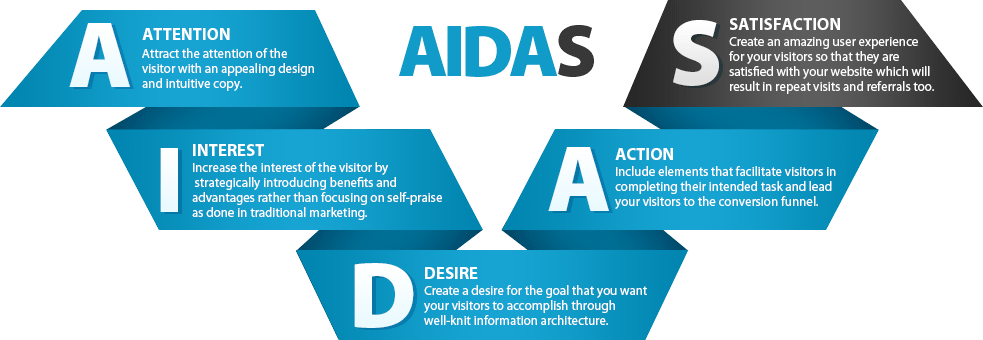 AIDAS
A
ATTENTION
Attract the attention of the
visitor with an appealing design
and intuitive copy.
I
INTEREST
Increase the interest of the visitor by
strategically introducing benefits and
advantages rather than focusing on self-praise
as done in traditional marketing.
D
DESIRE
Create a desire for the goal that you want
your visitors to accomplish through
well-knit information architecture.
A
ACTION
Include elements that facilitate visitors in
completing their intended task and lead
your visitors to the conversion funnel.
S
SATISFACTION
Create an amazing user experience
for your visitors so that they are
satisfied with your website which will
result in repeat visits and referrals too.